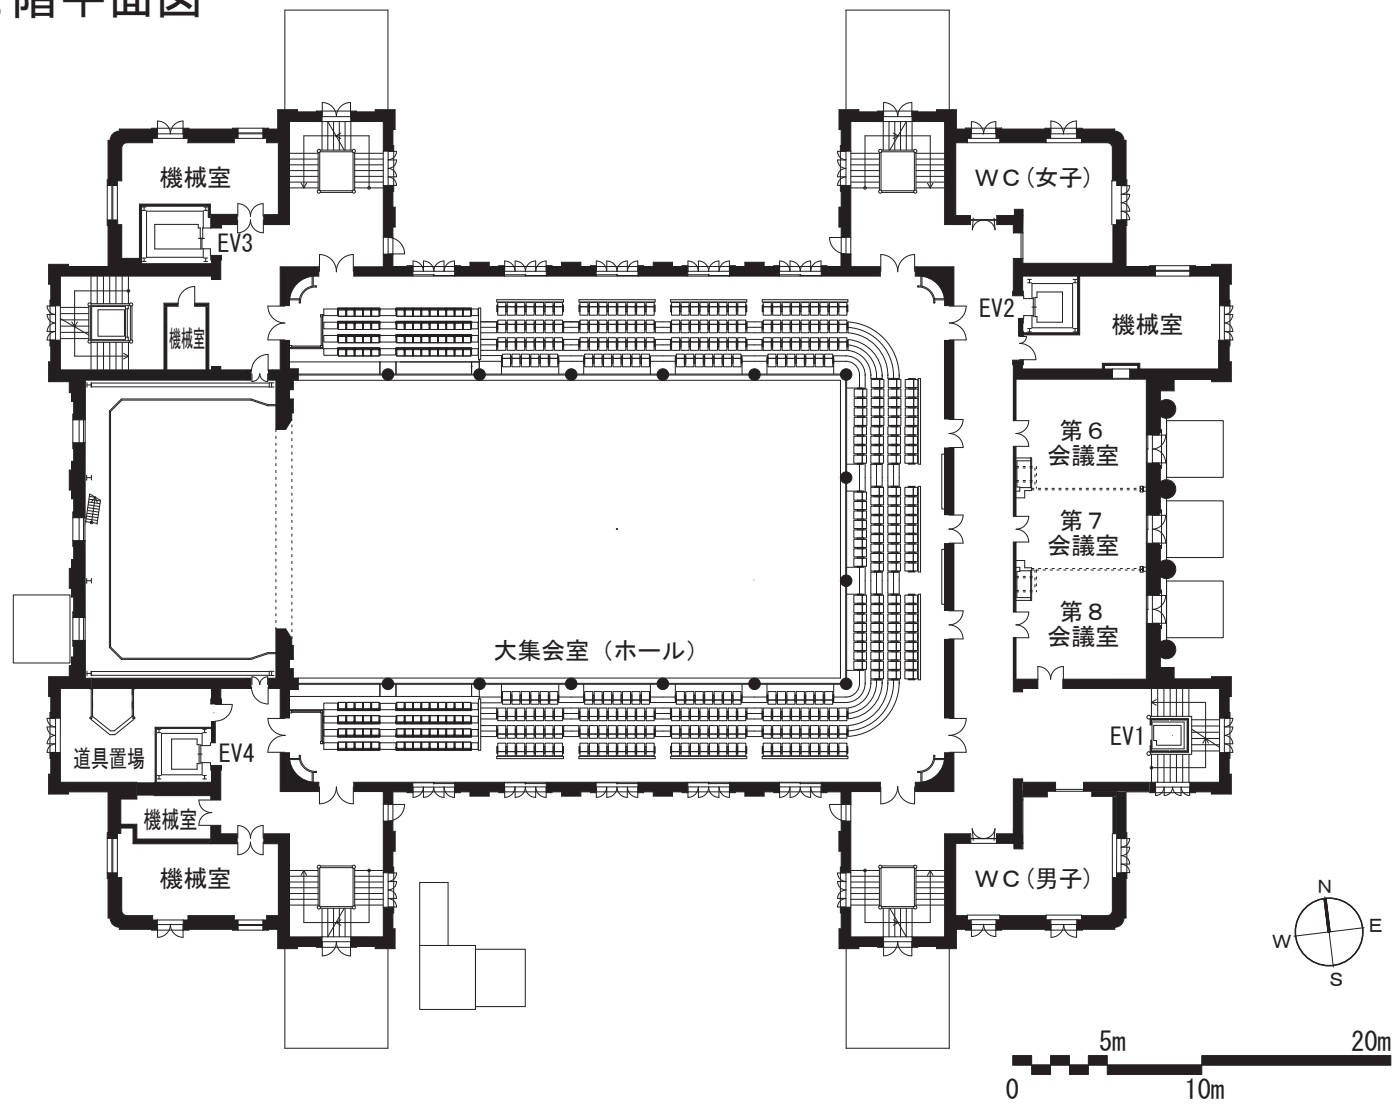 階平面図
機械室
WC(女子)
EV3
EV2
機械室
機械室
第6
会議室
第7
会議室
第8
会議室
大集会室(ホール)
道具置場
EV4
EV1
機械室
機械室
WC(男子)
N
W
E
S
5m
20m
0
10m